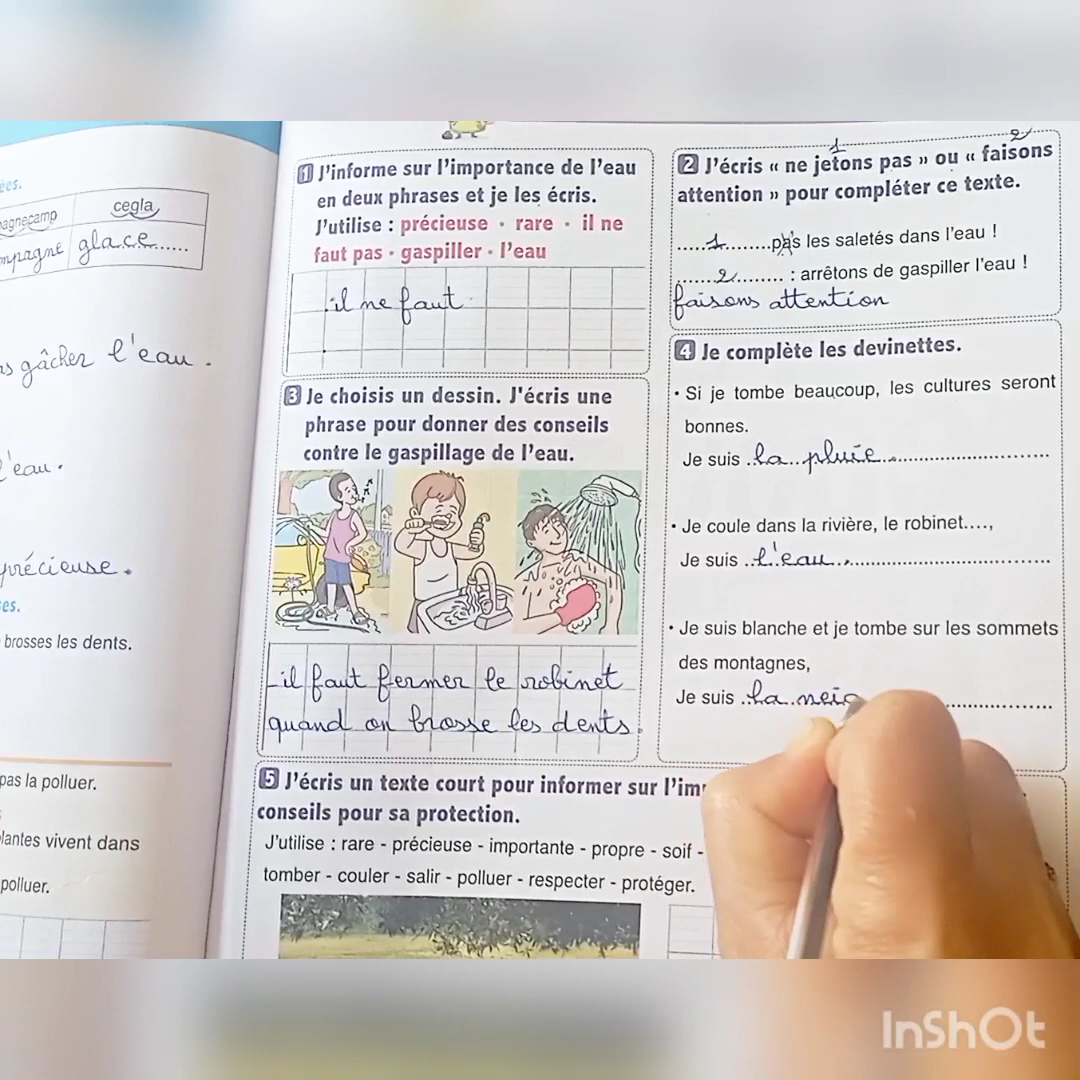 ées.
agnecamp
cegla
mpagne
glace......
as gâcher l'eau.
l'eau.
précieuse.
es.
brosses les dents.
pas la polluer.
lantes vivent dans
polluer.
1 J'informe sur l'importance de l'eau
en deux phrases et je les écris.
J'utilise : précieuse • rare • il ne
faut pas • gaspiller • l'eau
il ne faut
3 Je choisis un dessin. J'écris une
phrase pour donner des conseils
contre le gaspillage de l'eau.
il faut fermer le robinet
quand on brosse les dents.
1 2
2 J'écris « ne jetons pas » ou « faisons
attention » pour compléter ce texte.
......1.........pas les saletés dans l'eau !
......2........ : arrêtons de gaspiller l'eau !
faisons attention
4 Je complète les devinettes.
• Si je tombe beaucoup, les cultures seront
bonnes.
Je suis ..la pluie.
• Je coule dans la rivière, le robinet....,
Je suis ..l'eau.
• Je suis blanche et je tombe sur les sommets
des montagnes,
Je suis ..la neig
5 J'écris un texte court pour informer sur l'im
conseils pour sa protection.
J'utilise : rare - précieuse - importante - propre - soif -
tomber - couler - salir - polluer - respecter - protéger.
InShOt